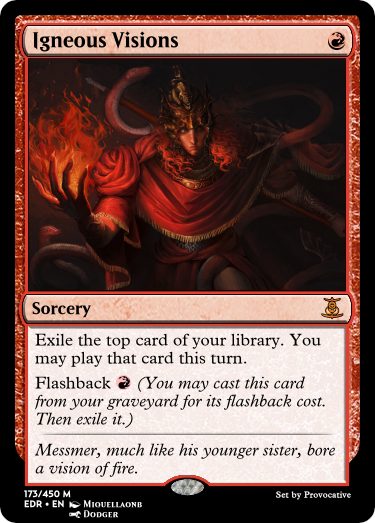 Igneous Visions
Sorcery
Exile the top card of your library. You
may play that card this turn.
Flashback (You may cast this card
from your graveyard for its flashback cost.
Then exile it.)
Messmer, much like his younger sister, bore
a vision of fire.
173/450 M
EDR • EN Miquellaonb
Dodger
Set by Provocative